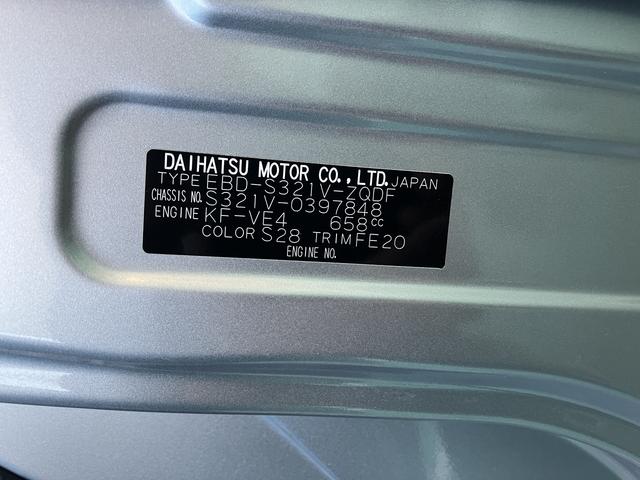 DAIHATSU MOTOR CO.,LTD. JAPAN
TYPE EBD-S321V-ZQDF
CHASSIS NO. S321V-0397848
ENGINE KF-VE4 658cc
COLOR S28 TRIM FE20
ENGINE NO.